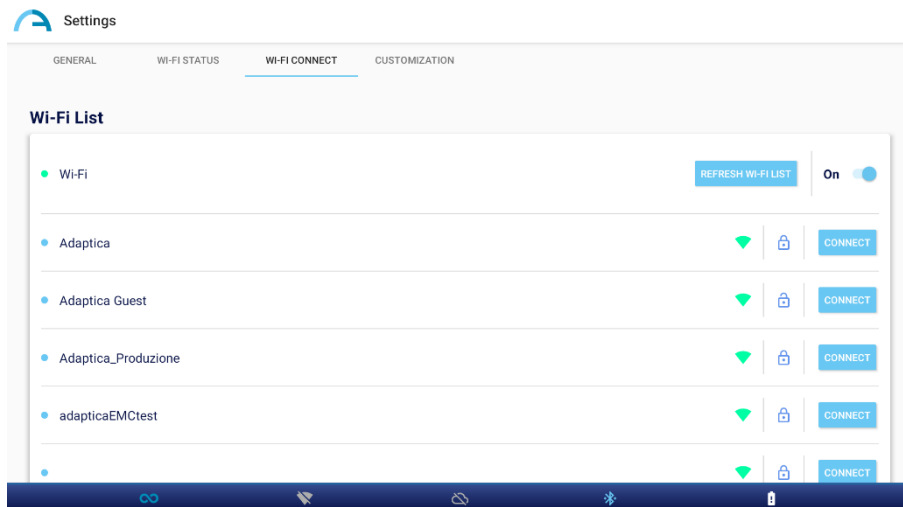 Settings
GENERAL WI-FI STATUS WI-FI CONNECT CUSTOMIZATION
Wi-Fi List
Wi-Fi REFRESH WI-FI LIST On
Adaptica CONNECT
Adaptica Guest CONNECT
Adaptica_Produzione CONNECT
adapticaEMCtest CONNECT
CONNECT